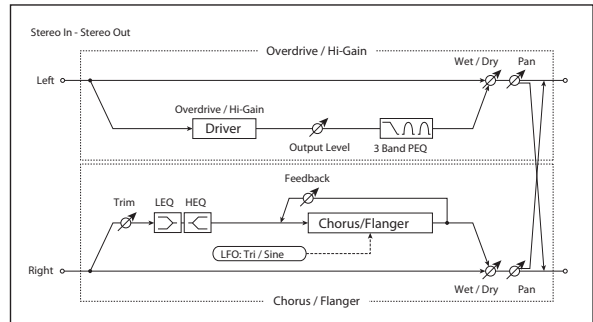 Stereo In - Stereo Out
Overdrive / Hi-Gain
Wet / Dry
Pan
Left
Overdrive / Hi-Gain
Driver
Output Level
3 Band PEQ
Feedback
Trim
LEQ
HEQ
Chorus/Flanger
LFO: Tri / Sine
Right
Wet / Dry
Pan
Chorus / Flanger